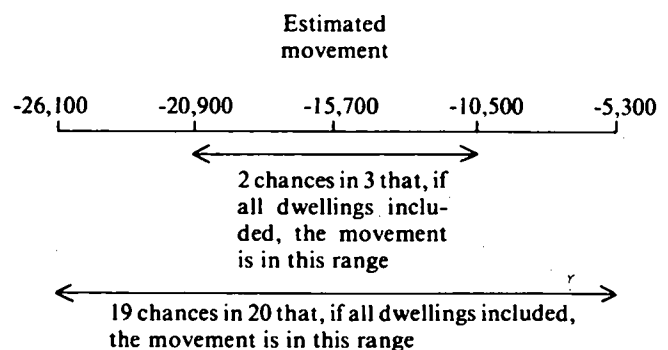 Estimated
movement
-26,100 -20,900 -15,700 -10,500 -5,300
2 chances in 3 that, if
all dwellings inclu-
ded, the movement
is in this range
19 chances in 20 that, if all dwellings included,
the movement is in this range